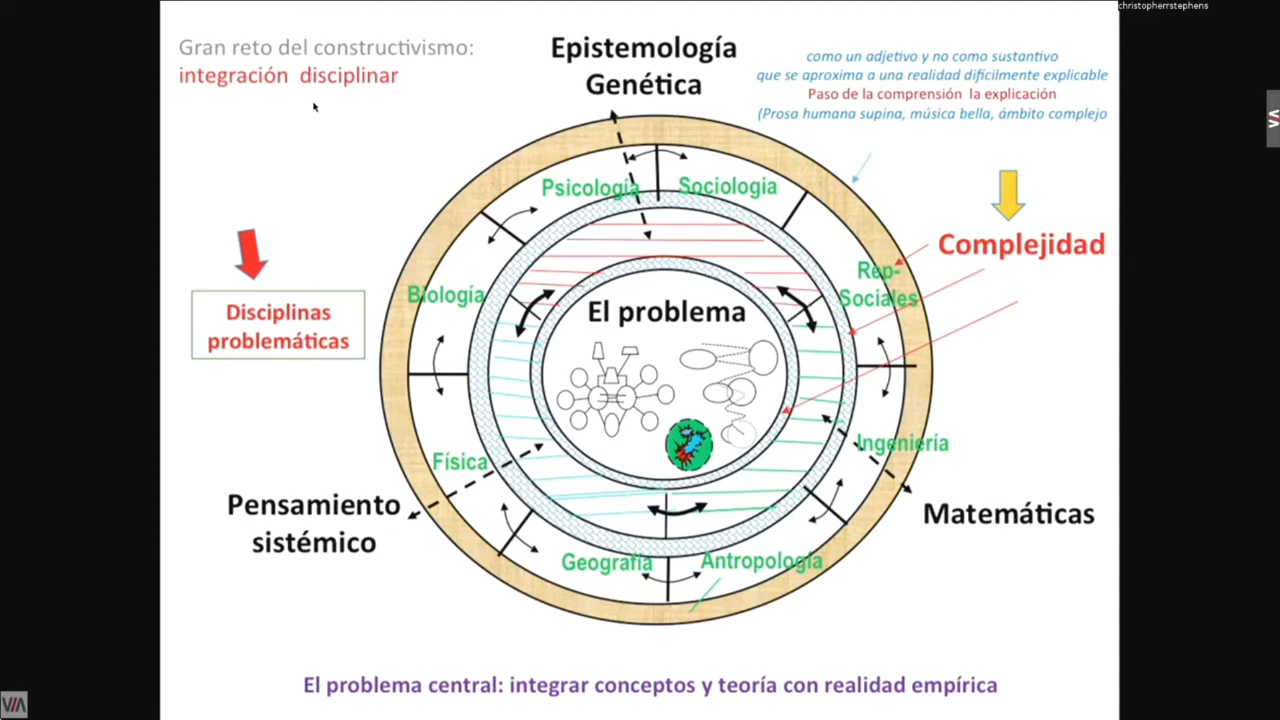 christopherrstephens
Gran reto del constructivismo:
integración disciplinar
Epistemología
Genética
como un adjetivo y no como sustantivo
que se aproxima a una realidad difícilmente explicable
Paso de la comprensión la explicación
(Prosa humana supina, música bella, ámbito complejo
Psicología
Sociologia
Complejidad
Rep-
Sociales
Biología
Disciplinas
problemáticas
El problema
Física
Ingeniería
Pensamiento
sistémico
Matemáticas
Geografía
Antropología
El problema central: integrar conceptos y teoría con realidad empírica
VIA